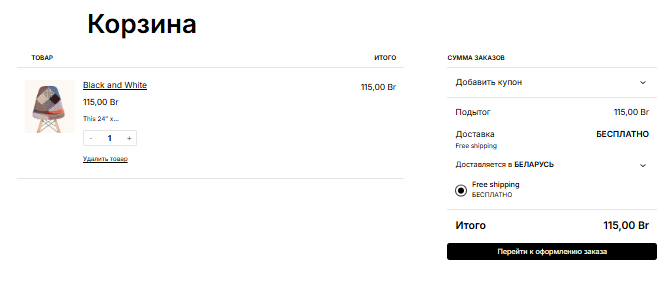 Корзина
ТОВАР
ИТОГО
Black and White
115,00 Br
115,00 Br
This 24" x...
- 1 +
Удалить товар
СУММА ЗАКАЗОВ
Добавить купон
Подытог 115,00 Br
Доставка БЕСПЛАТНО
Free shipping
Доставляется в БЕЛАРУСЬ
Free shipping
БЕСПЛАТНО
Итого 115,00 Br
Перейти к оформлению заказа